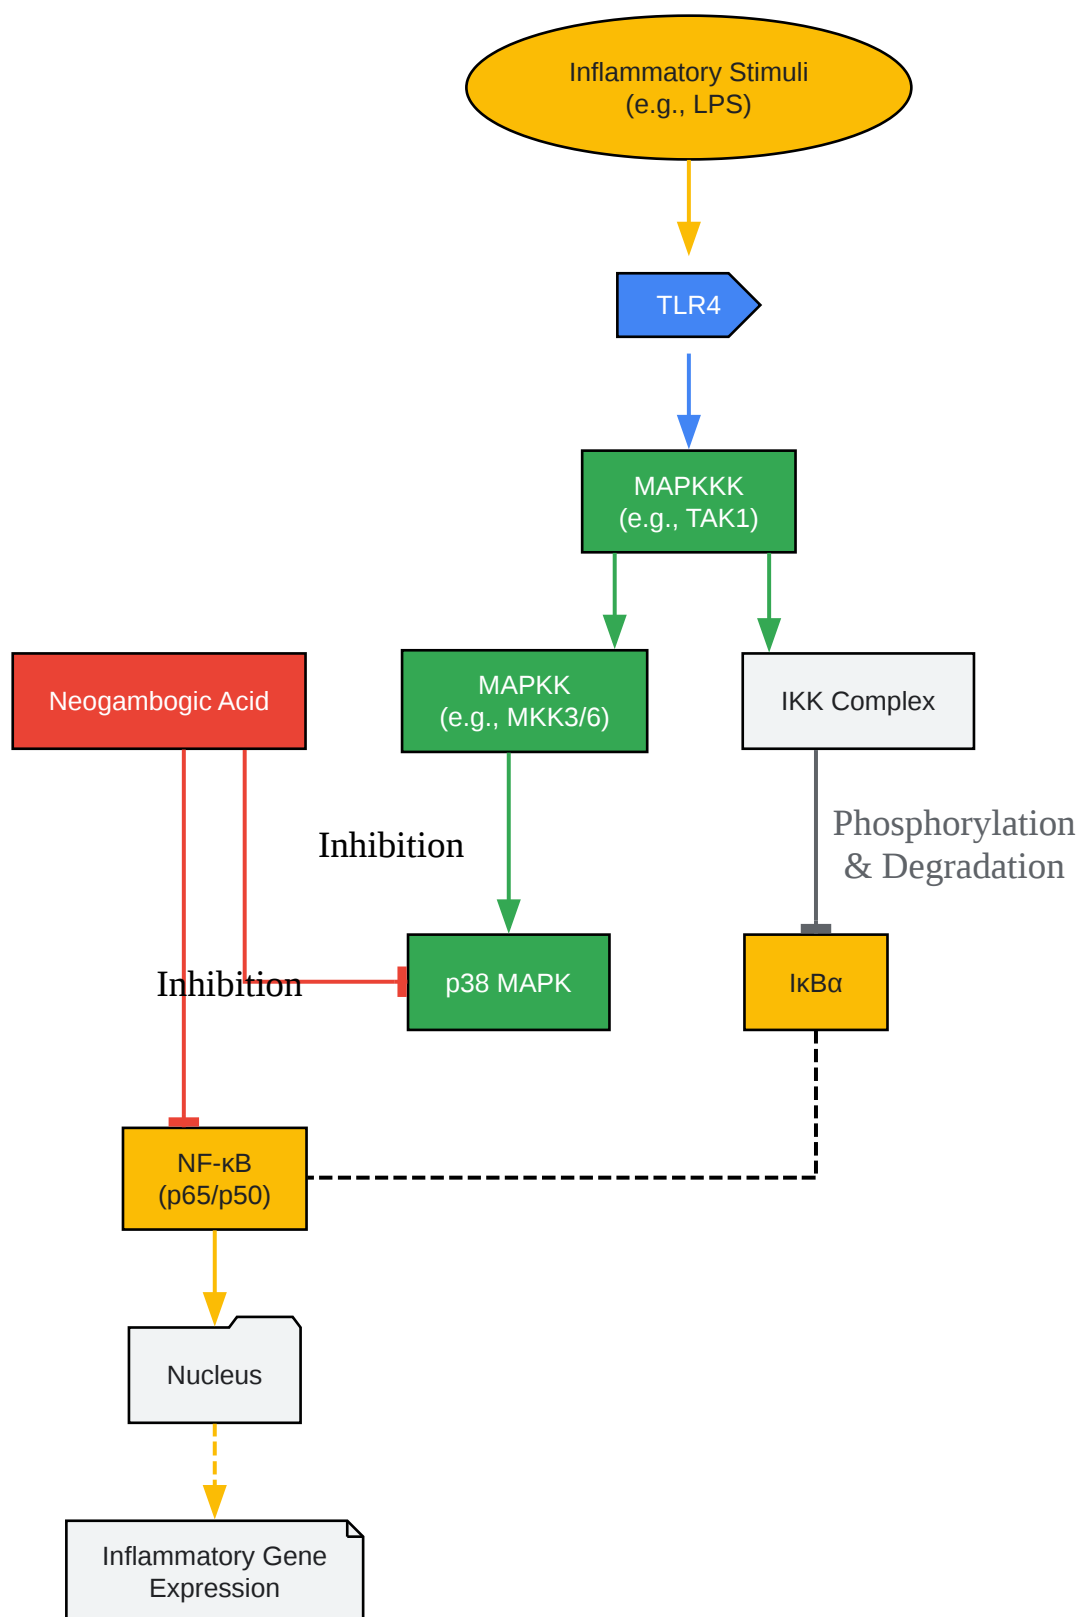 Inflammatory Stimuli
(e.g., LPS)
TLR4
MAPKKK
(e.g., TAK1)
Neogambogic Acid
MAPKK
(e.g., MKK3/6)
IKK Complex
Inhibition
Phosphorylation
& Degradation
Inhibition
p38 MAPK
IκBα
NF-κB
(p65/p50)
Nucleus
Inflammatory Gene
Expression